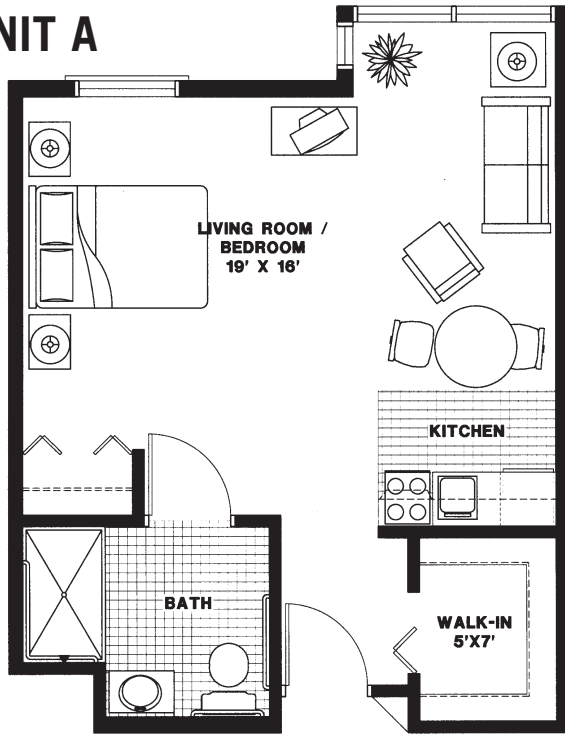 NIT A
LIVING ROOM /
BEDROOM
19' X 16'
KITCHEN
BATH
WALK-IN
5'X7'